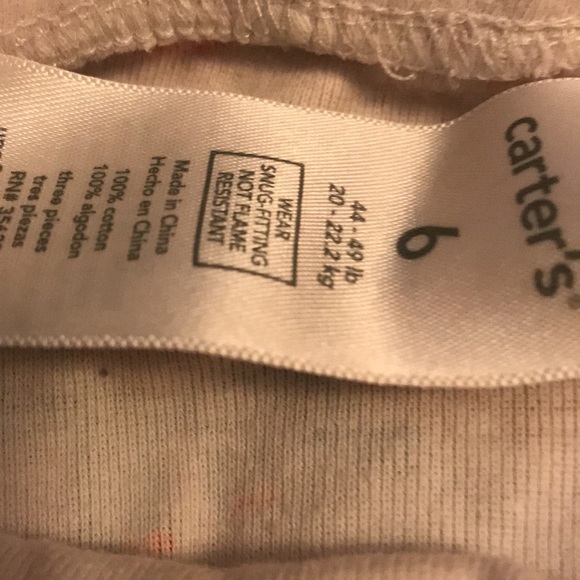 carter's
6
44 - 49 lb
20 - 22.2 kg
WEAR
SNUG-FITTING
NOT FLAME
RESISTANT
Made in China
Hecho en China
100% cotton
100% algodon
three pieces
tres piezas
RN#